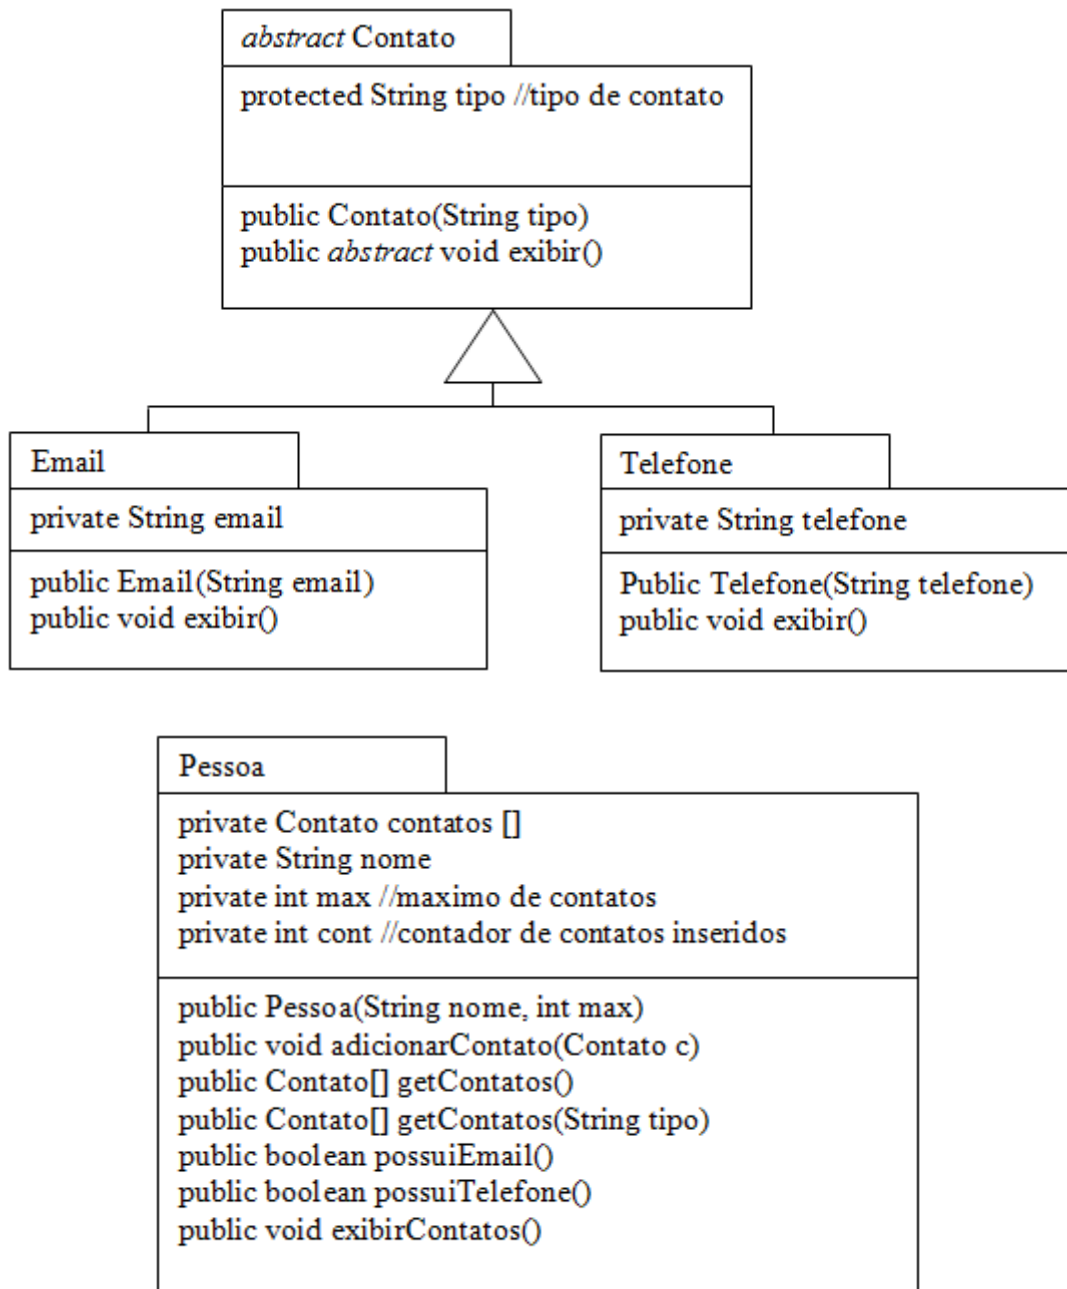 abstract Contato
protected String tipo //tipo de contato
public Contato(String tipo)
public abstract void exibir()
Email
private String email
public Email(String email)
public void exibir()
Telefone
private String telefone
Public Telefone(String telefone)
public void exibir()
Pessoa
private Contato contatos []
private String nome
private int max //maximo de contatos
private int cont //contador de contatos inseridos
public Pessoa(String nome, int max)
public void adicionarContato(Contato c)
public Contato[] getContatos()
public Contato[] getContatos(String tipo)
public boolean possuiEmail()
public boolean possuiTelefone()
public void exibirContatos()